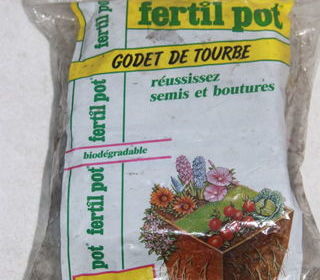 fertil pot
GODET DE TOURBE
réussissez
semis et boutures
fertil pot
biodégradable
fertil pot
pot